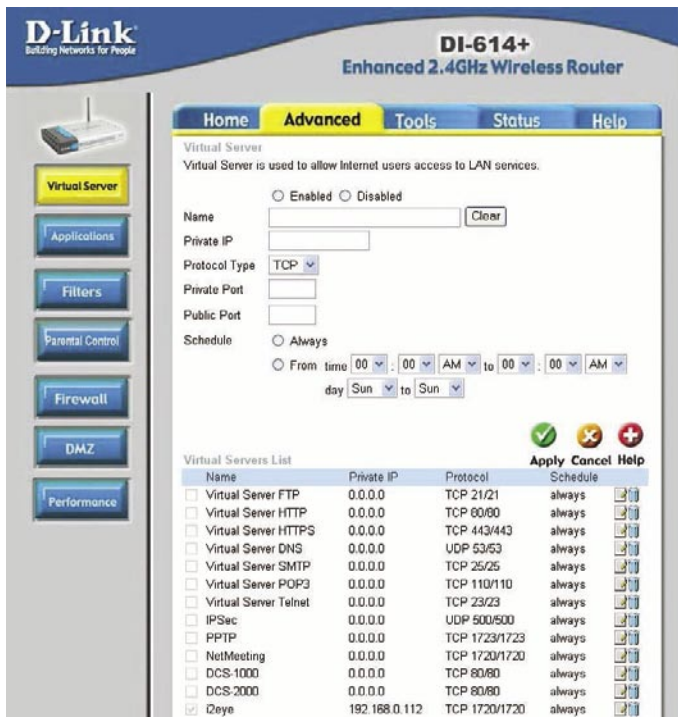 D-Link
Building Networks for People
DI-614+
Enhanced 2.4GHz Wireless Router
Home Advanced Tools Status Help
Virtual Server
Applications
Filters
Parental Control
Firewall
DMZ
Performance
Virtual Server
Virtual Server is used to allow Internet users access to LAN services.
Enabled Disabled
Name Clear
Private IP
Protocol Type TCP
Private Port
Public Port
Schedule Always
From time 00 : 00 AM to 00 : 00 AM
day Sun to Sun
Apply Cancel Help
Virtual Servers List
Name Private IP Protocol Schedule
Virtual Server FTP 0.0.0.0 TCP 21/21 always
Virtual Server HTTP 0.0.0.0 TCP 80/80 always
Virtual Server HTTPS 0.0.0.0 TCP 443/443 always
Virtual Server DNS 0.0.0.0 UDP 53/53 always
Virtual Server SMTP 0.0.0.0 TCP 25/25 always
Virtual Server POP3 0.0.0.0 TCP 110/110 always
Virtual Server Telnet 0.0.0.0 TCP 23/23 always
IPSec 0.0.0.0 UDP 500/500 always
PPTP 0.0.0.0 TCP 1723/1723 always
NetMeeting 0.0.0.0 TCP 1720/1720 always
DCS-1000 0.0.0.0 TCP 80/80 always
DCS-2000 0.0.0.0 TCP 80/80 always
i2eye 192.168.0.112 TCP 1720/1720 always